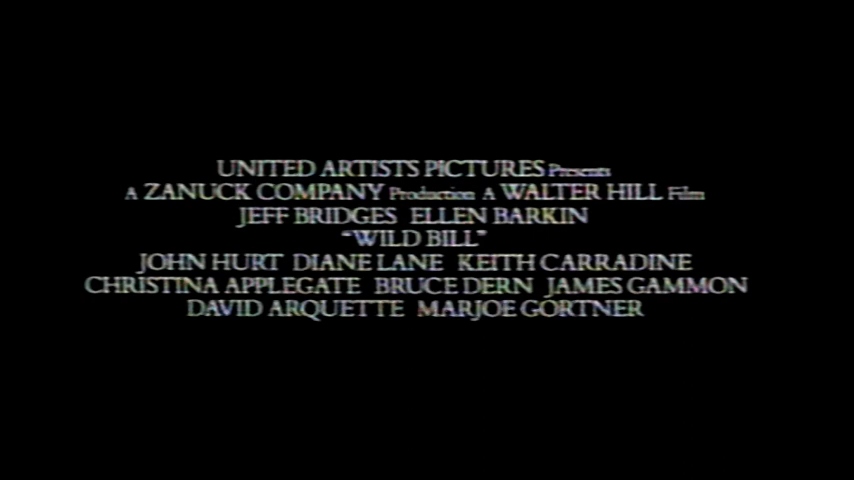 UNITED ARTISTS PICTURES Presents
A ZANUCK COMPANY Production A WALTER HILL Film
JEFF BRIDGES ELLEN BARKIN
"WILD BILL"
JOHN HURT DIANE LANE KEITH CARRADINE
CHRISTINA APPLEGATE BRUCE DERN JAMES GAMMON
DAVID ARQUETTE MARJOE GORTNER